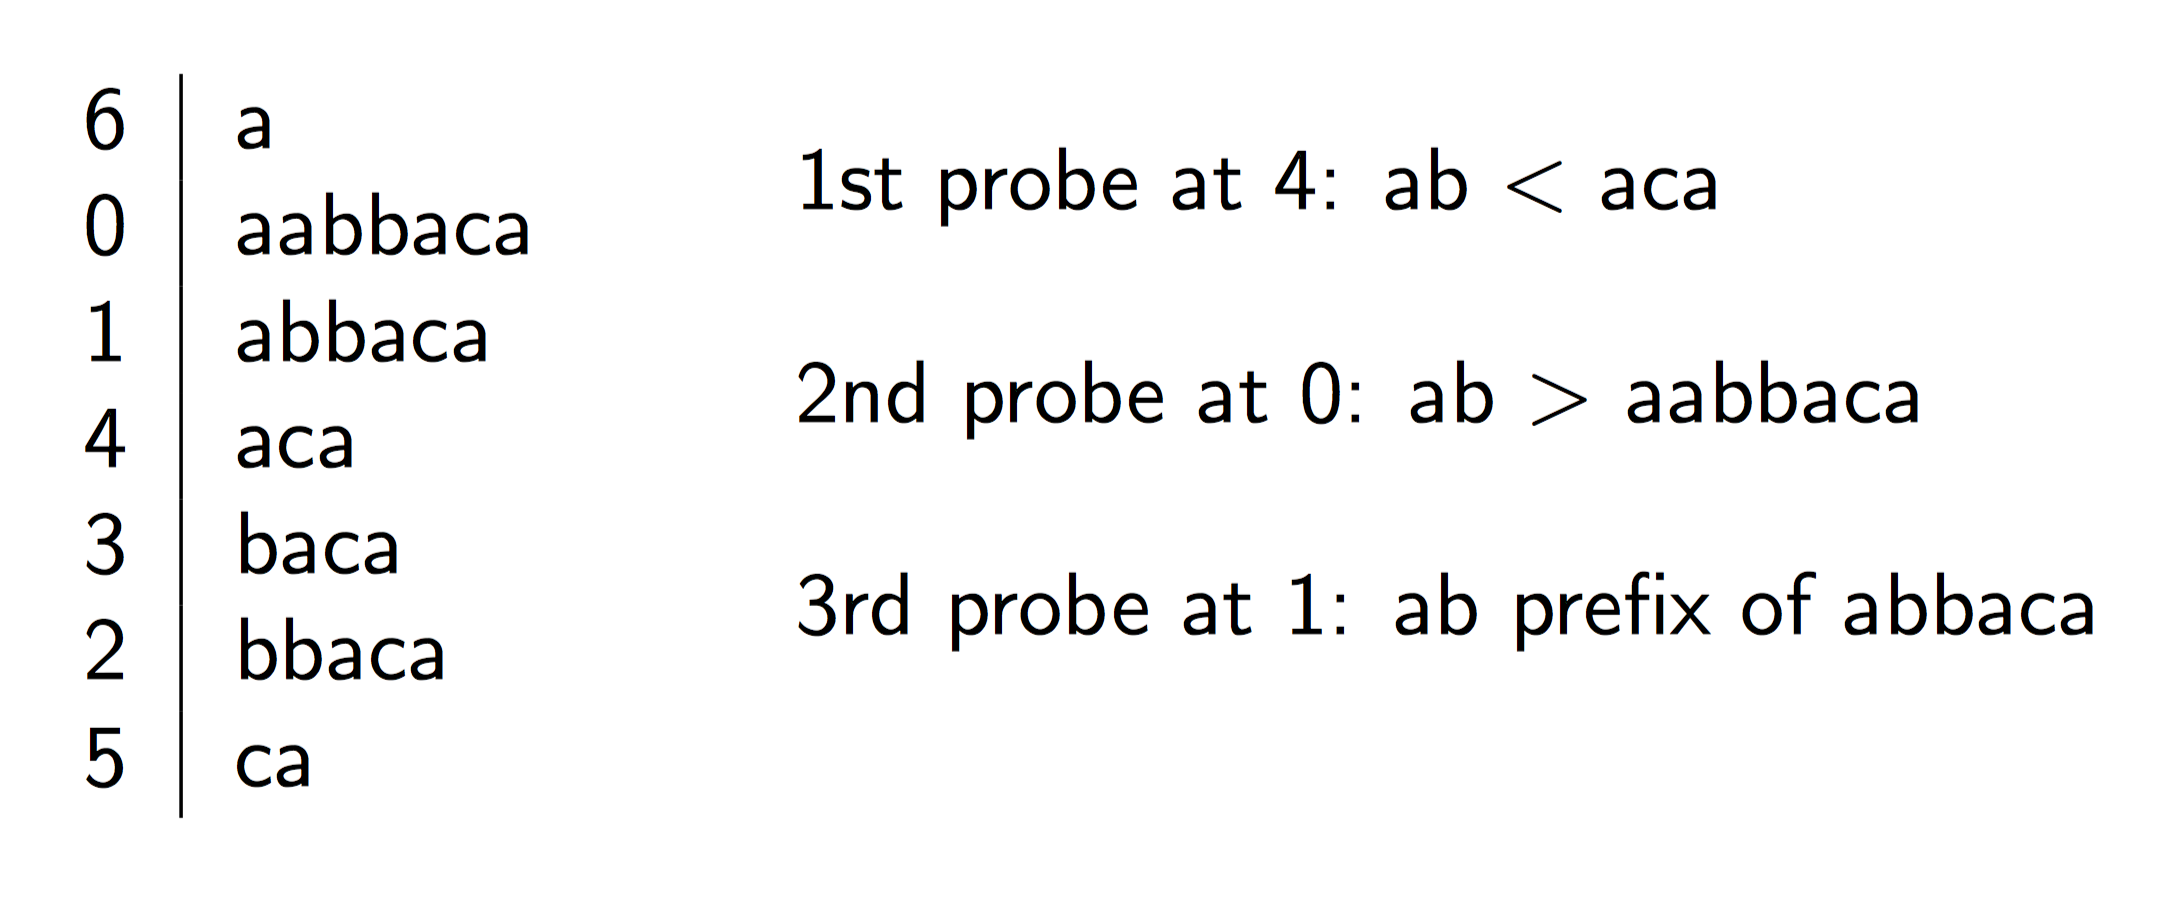 6 a
0 aabbaca
1 abbaca
4 aca
3 baca
2 bbaca
5 ca
1st probe at 4: ab < aca
2nd probe at 0: ab > aabbaca
3rd probe at 1: ab prefix of abbaca